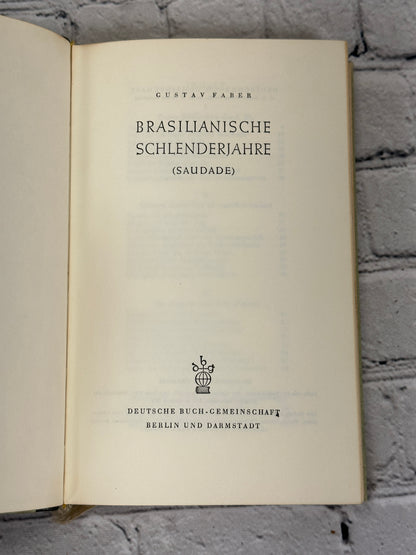 GUSTAV FABER
BRASILIANISCHE
SCHLENDERJAHRE
(SAUDADE)
DEUTSCHE BUCH-GEMEINSCHAFT
BERLIN UND DARMSTADT